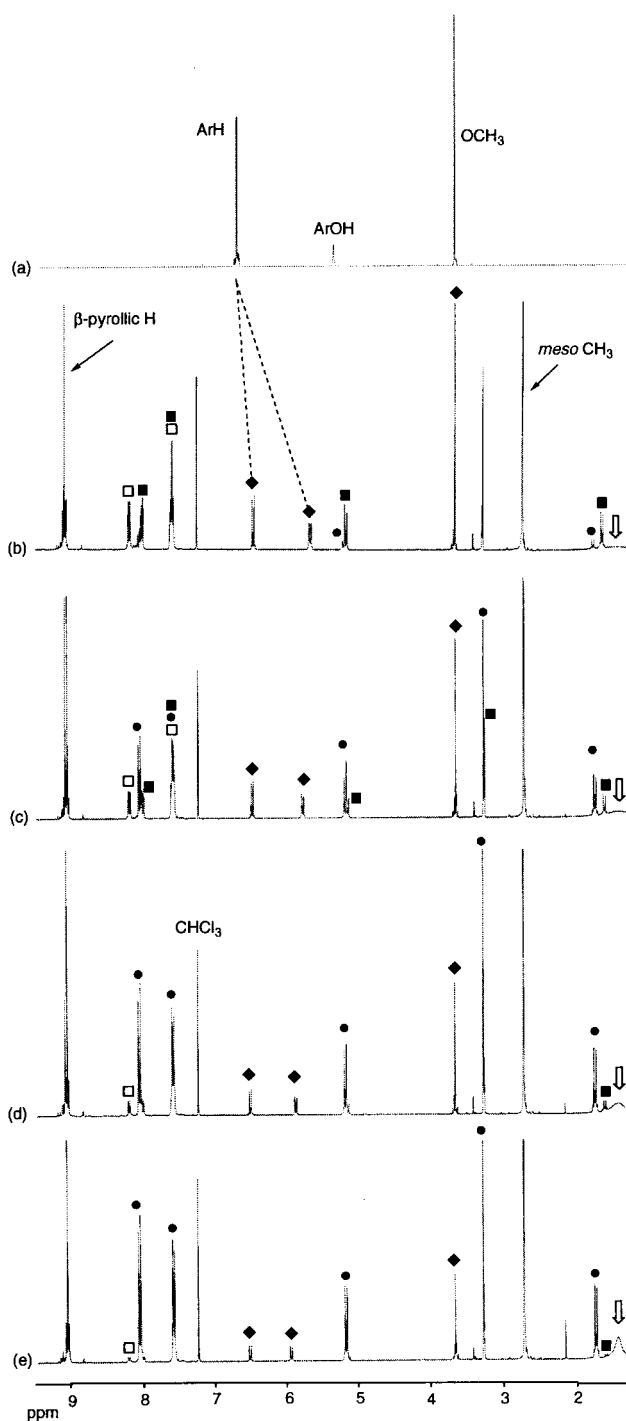 ArH
OCH₃
ArOH
(a)
β-pyrollic H
meso CH₃
(b)
(c)
CHCl₃
(d)
(e)
9 8 7 6 5 4 3 2
ppm